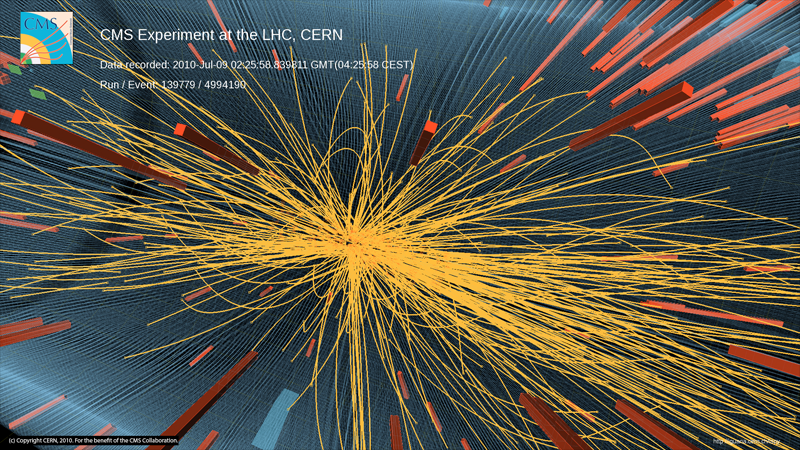 CMS
CMS Experiment at the LHC, CERN
Data recorded: 2010-Jul-09 02:25:58.839811 GMT(04:25:58 CEST)
Run / Event: 139779 / 4994190
(c) Copyright CERN, 2010. For the benefit of the CMS Collaboration.